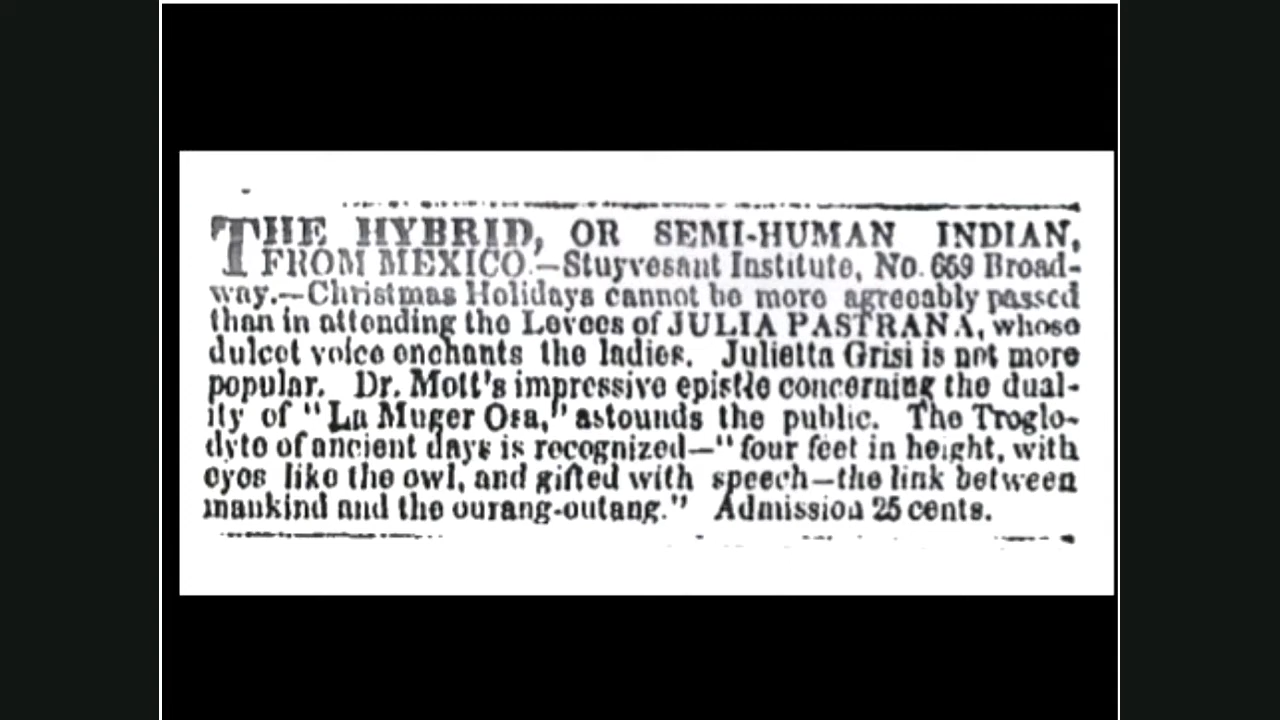 THE HYBRID, OR SEMI-HUMAN INDIAN,
FROM MEXICO.—Stuyvesant Institute, No. 659 Broad-
way.—Christmas Holidays cannot be more agreeably passed
than in attending the Levees of JULIA PASTRANA, whose
dulcet voice enchants the ladies. Julietta Grisi is not more
popular. Dr. Mott's impressive epistle concerning the dual-
ity of "La Muger Osa," astounds the public. The Troglo-
dyte of ancient days is recognized—"four feet in height, with
eyes like the owl, and gifted with speech—the link between
mankind and the ourang-outang." Admission 25 cents.